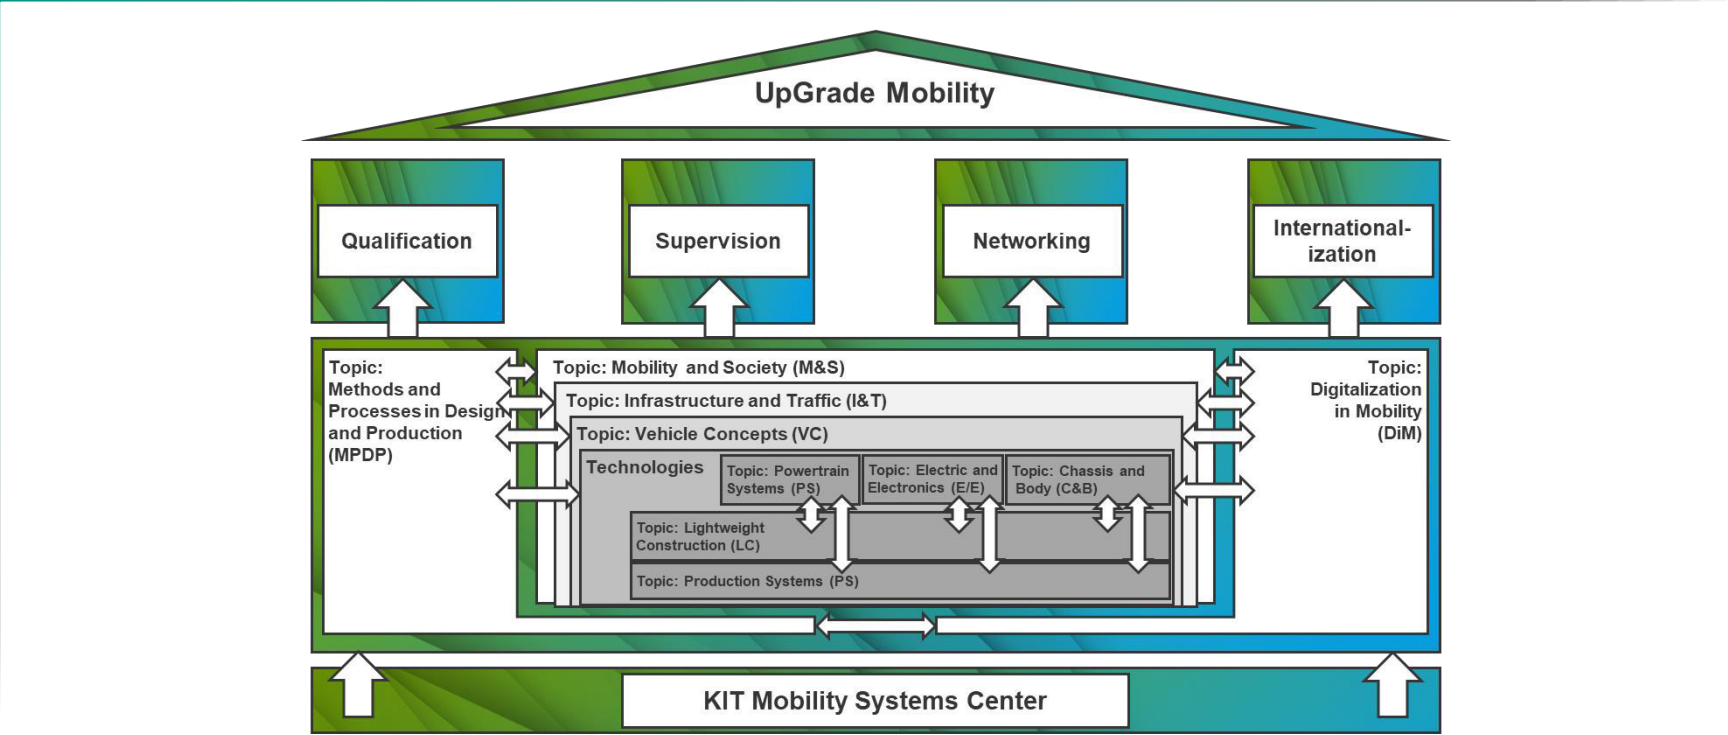 UpGrade Mobility
Qualification
Supervision
Networking
International-
ization
Topic:
Methods and
Processes in Design
and Production
(MPDP)
Topic: Mobility and Society (M&S)
Topic: Infrastructure and Traffic (I&T)
Topic: Vehicle Concepts (VC)
Technologies
Topic: Powertrain
Systems (PS)
Topic: Electric and
Electronics (E/E)
Topic: Chassis and
Body (C&B)
Topic: Lightweight
Construction (LC)
Topic: Production Systems (PS)
Topic:
Digitalization
in Mobility
(DiM)
KIT Mobility Systems Center